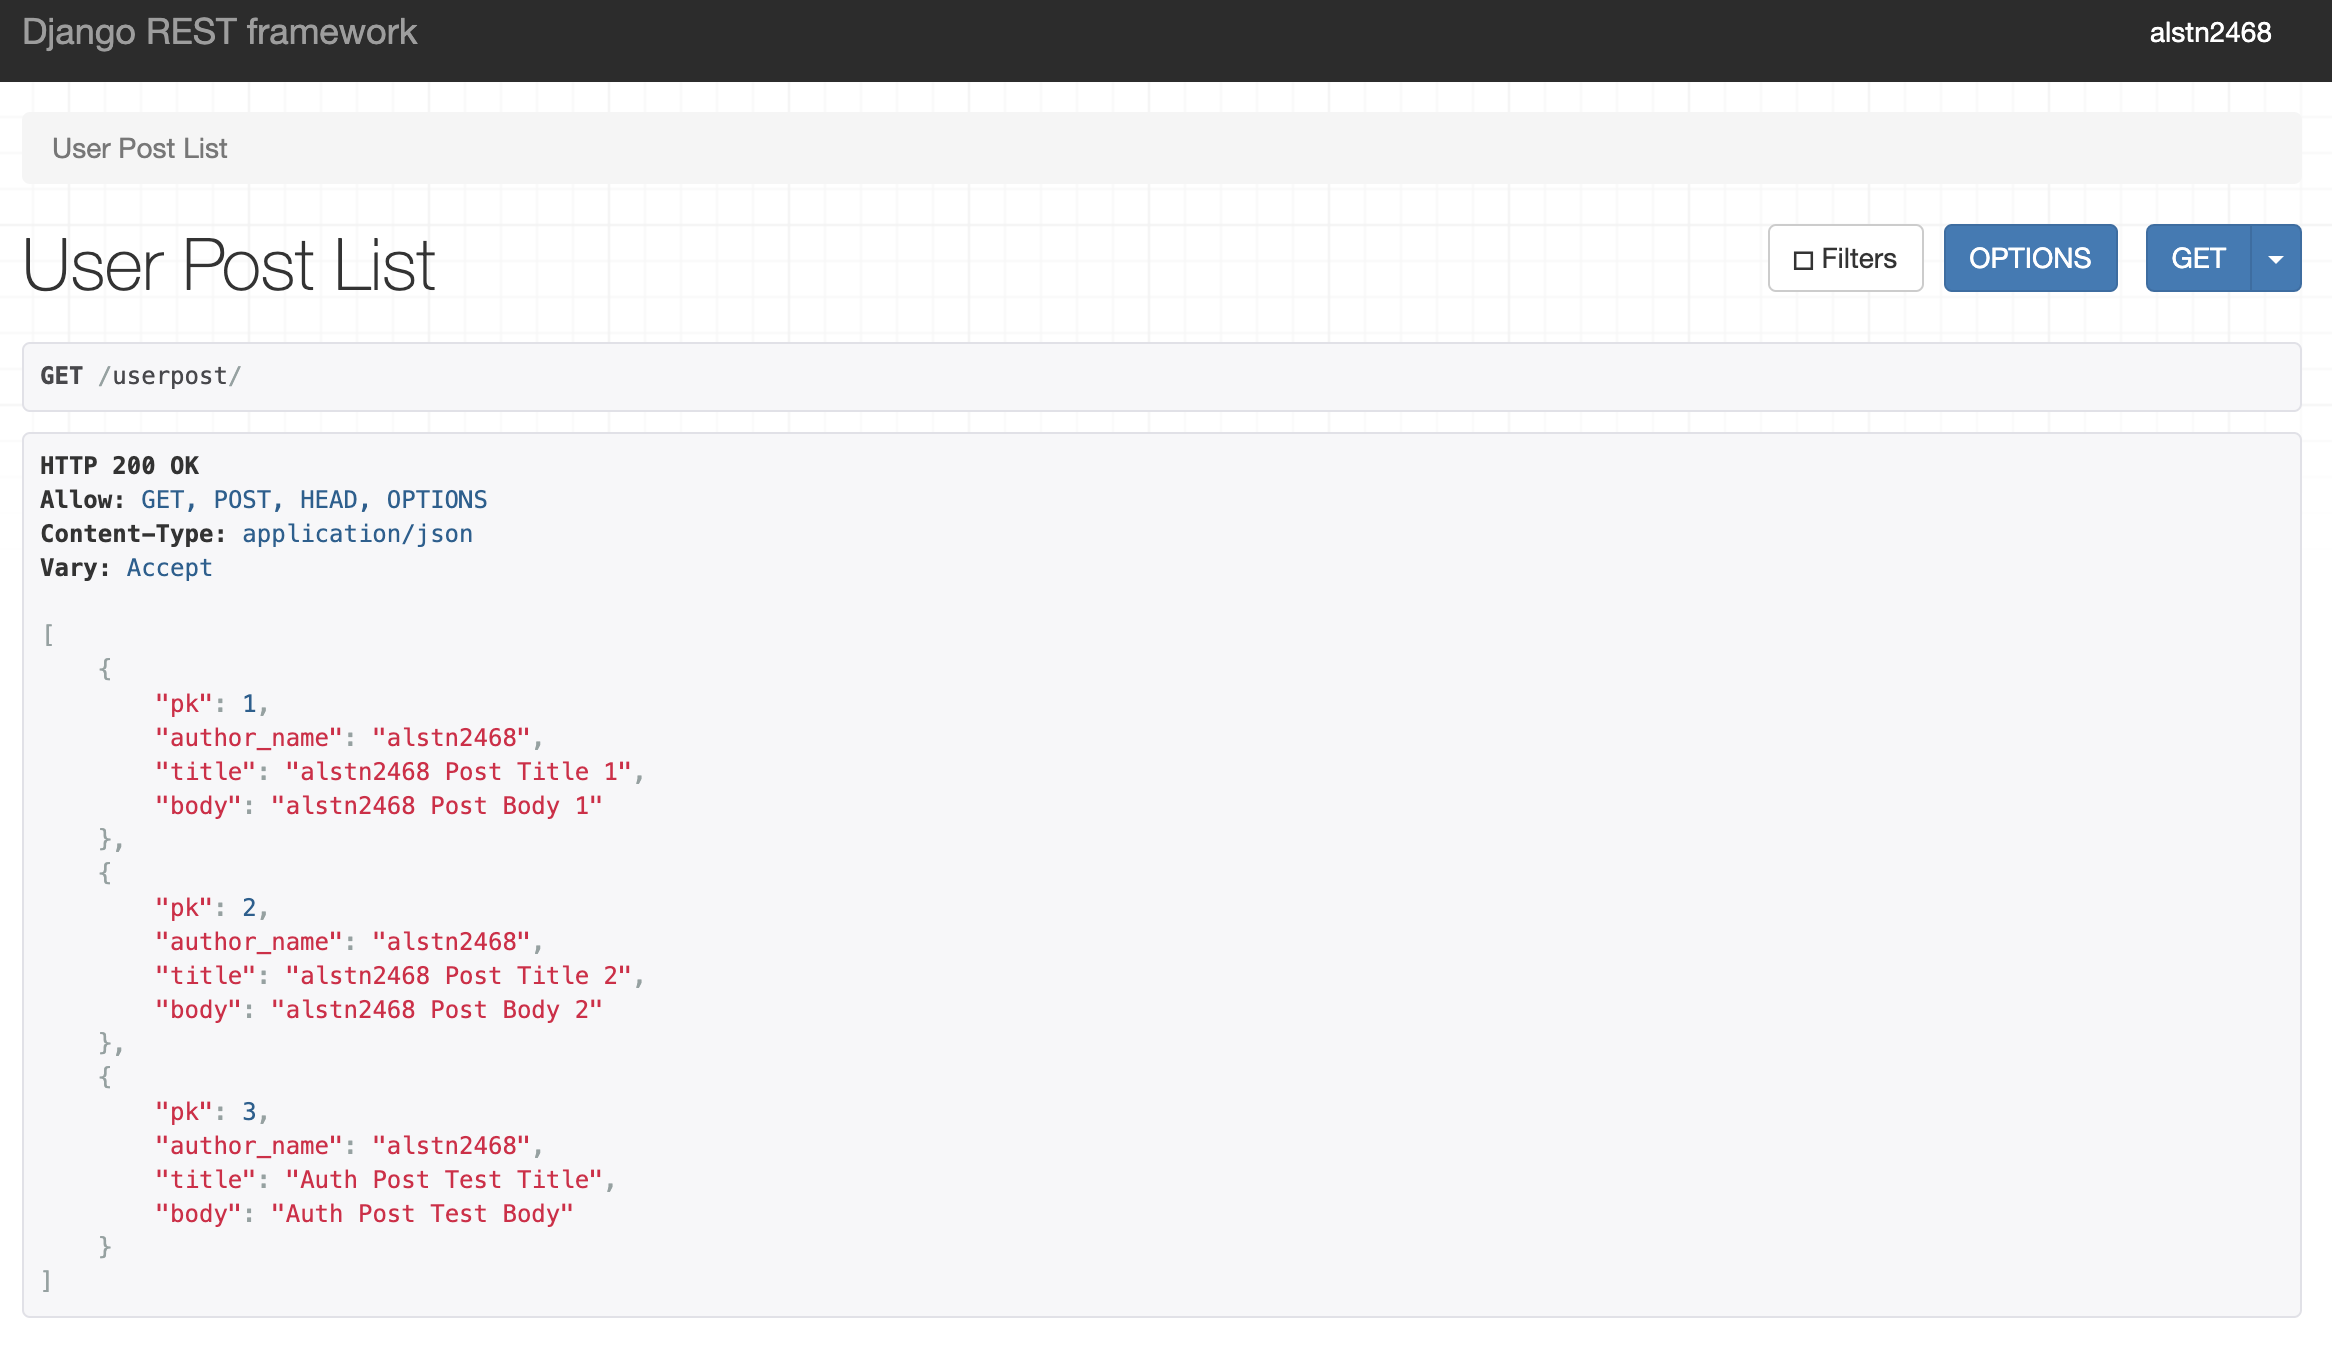 Django REST framework
alstn2468
User Post List
User Post List
Filters
OPTIONS
GET
GET /userpost/
HTTP 200 OK
Allow: GET, POST, HEAD, OPTIONS
Content-Type: application/json
Vary: Accept
[
    {
        "pk": 1,
        "author_name": "alstn2468",
        "title": "alstn2468 Post Title 1",
        "body": "alstn2468 Post Body 1"
    },
    {
        "pk": 2,
        "author_name": "alstn2468",
        "title": "alstn2468 Post Title 2",
        "body": "alstn2468 Post Body 2"
    },
    {
        "pk": 3,
        "author_name": "alstn2468",
        "title": "Auth Post Test Title",
        "body": "Auth Post Test Body"
    }
]